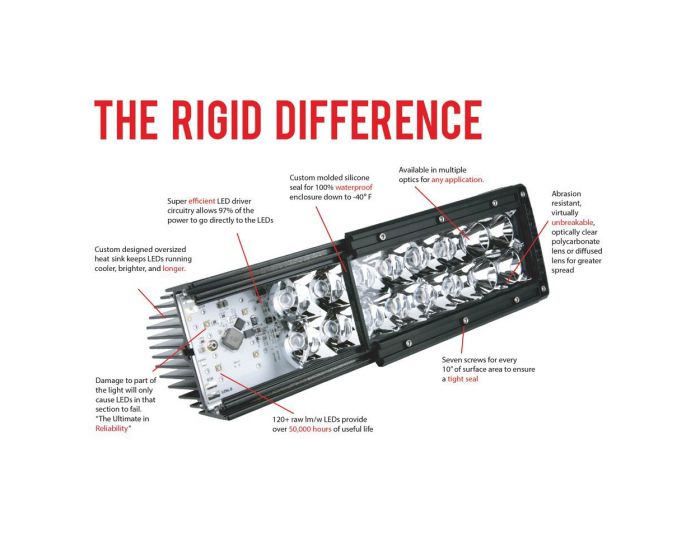 THE RIGID DIFFERENCE
Available in multiple
optics for any application.
Custom molded silicone
seal for 100% waterproof
enclosure down to -40° F
Super efficient LED driver
circuitry allows 97% of the
power to go directly to the LEDs
Abrasion
resistant,
virtually
unbreakable,
optically clear
polycarbonate
lens or diffused
lens for greater
spread
Custom designed oversized
heat sink keeps LEDs running
cooler, brighter, and longer.
Seven screws for every
10" of surface area to ensure
a tight seal
Damage to part of
the light will only
cause LEDs in that
section to fail.
"The Ultimate in
Reliability"
120+ raw lm/w LEDs provide
over 50,000 hours of useful life